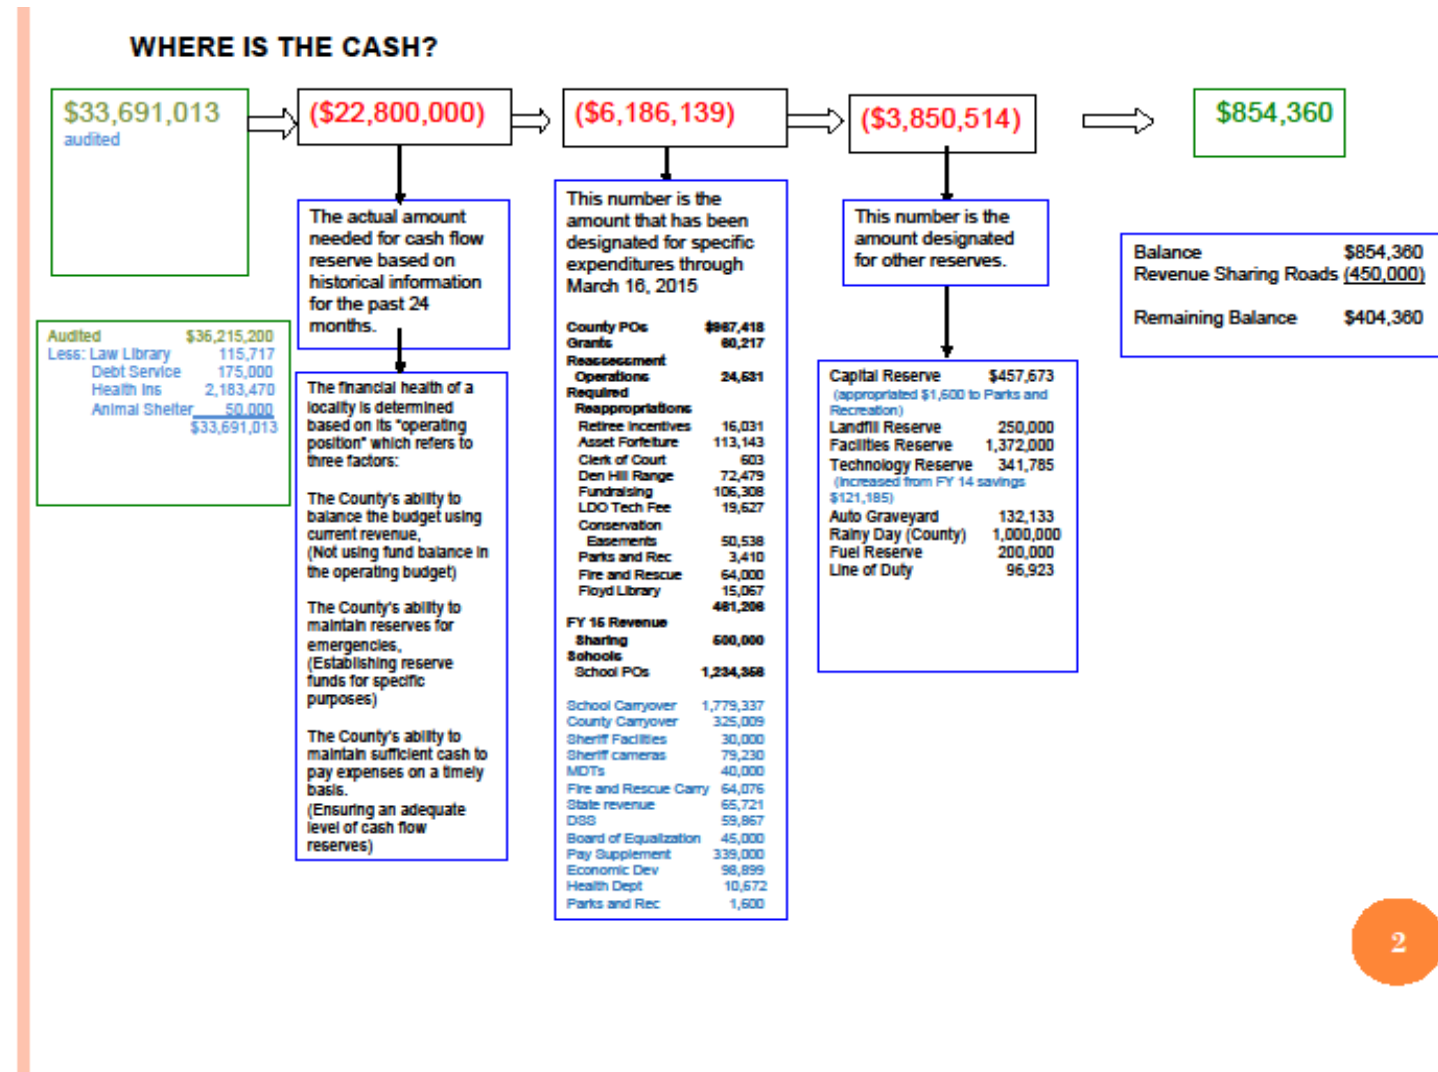 WHERE IS THE CASH?
$33,691,013
audited
($22,800,000)
($6,186,139)
($3,850,514)
$854,360
Audited $36,215,200
Less: Law Library 115,717
Debt Service 175,000
Health Ins 2,183,470
Animal Shelter 50,000
$33,691,013
The actual amount
needed for cash flow
reserve based on
historical information
for the past 24
months.
The financial health of a
locality is determined
based on its "operating
position" which refers to
three factors:
The County's ability to
balance the budget using
current revenue,
(Not using fund balance in
the operating budget)
The County's ability to
maintain reserves for
emergencies,
(Establishing reserve
funds for specific
purposes)
The County's ability to
maintain sufficient cash to
pay expenses on a timely
basis.
(Ensuring an adequate
level of cash flow
reserves)
This number is the
amount that has been
designated for specific
expenditures through
March 16, 2015
County POs $967,418
Grants 60,217
Reassessment
Operations 24,531
Required
Reappropriations
Retiree Incentives 16,031
Asset Forfeiture 113,143
Clerk of Court 603
Den Hill Range 72,479
Fundraising 106,308
LDO Tech Fee 19,627
Conservation
Easements 50,538
Parks and Rec 3,410
Fire and Rescue 64,000
Floyd Library 15,067
461,206
FY 15 Revenue
Sharing 500,000
Schools
School POs 1,234,356
School Carryover 1,779,337
County Carryover 325,009
Sheriff Facilities 30,000
Sheriff cameras 79,230
MDTs 40,000
Fire and Rescue Carry 64,076
State revenue 65,721
DSS 59,867
Board of Equalization 45,000
Pay Supplement 339,000
Economic Dev 98,899
Health Dept 10,672
Parks and Rec 1,600
This number is the
amount designated
for other reserves.
Capital Reserve $457,673
(appropriated $1,600 to Parks and
Recreation)
Landfill Reserve 250,000
Facilities Reserve 1,372,000
Technology Reserve 341,785
(Increased from FY 14 savings
$121,185)
Auto Graveyard 132,133
Rainy Day (County) 1,000,000
Fuel Reserve 200,000
Line of Duty 96,923
Balance $854,360
Revenue Sharing Roads (450,000)
Remaining Balance $404,360
2